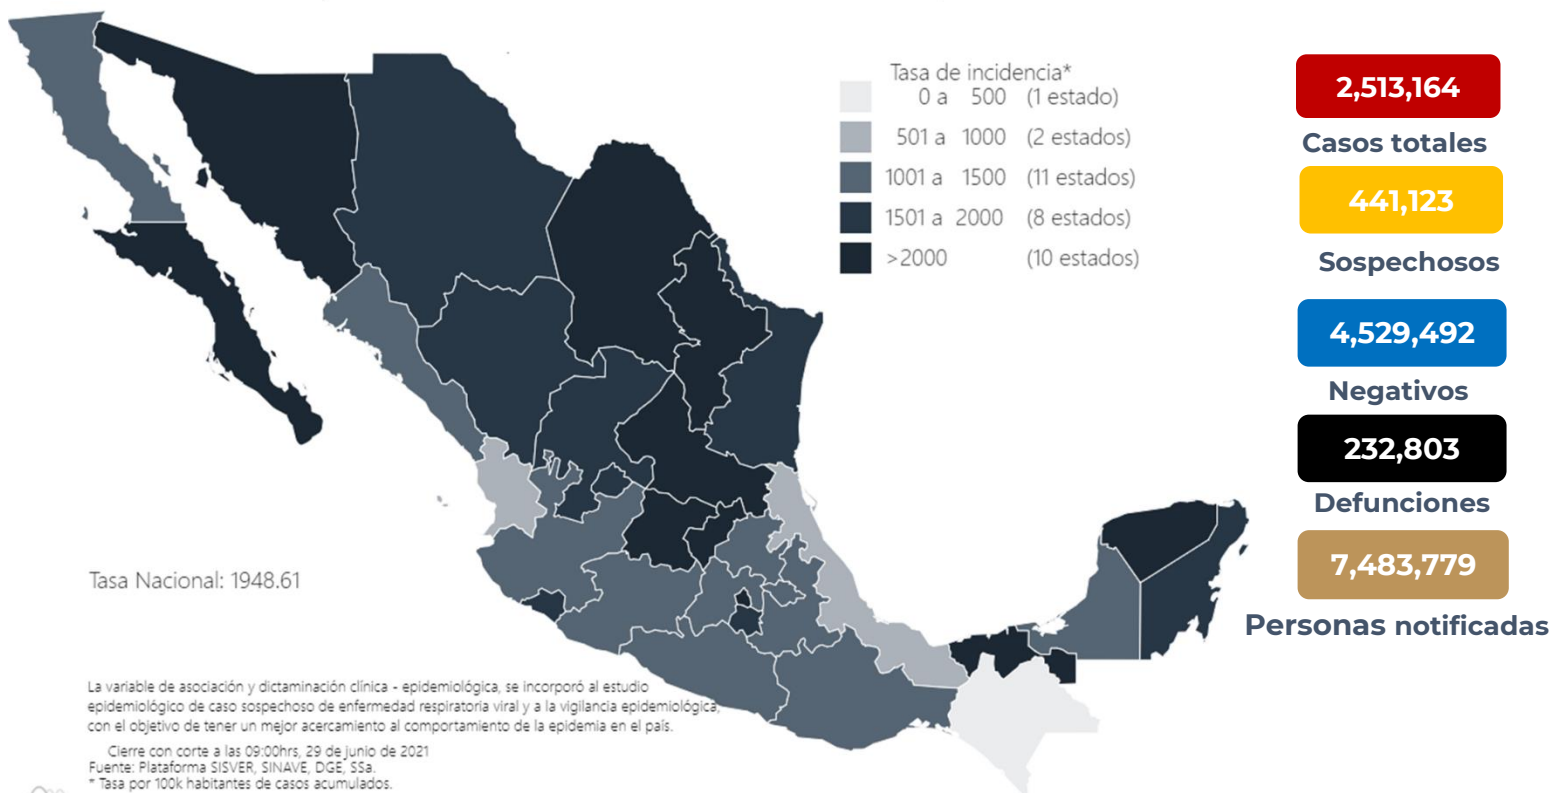 Tasa de incidencia*
0 a 500 (1 estado)
501 a 1000 (2 estados)
1001 a 1500 (11 estados)
1501 a 2000 (8 estados)
>2000 (10 estados)
2,513,164
Casos totales
441,123
Sospechosos
4,529,492
Negativos
232,803
Defunciones
7,483,779
Personas notificadas
Tasa Nacional: 1948.61
La variable de asociación y dictaminación clínica - epidemiológica, se incorporó al estudio
epidemiológico de caso sospechoso de enfermedad respiratoria viral y a la vigilancia epidemiológica,
con el objetivo de tener un mejor acercamiento al comportamiento de la epidemia en el país.
Cierre con corte a las 09:00hrs, 29 de junio de 2021
Fuente: Plataforma SISVER, SINAVE, DGE, SSa.
* Tasa por 100k habitantes de casos acumulados.